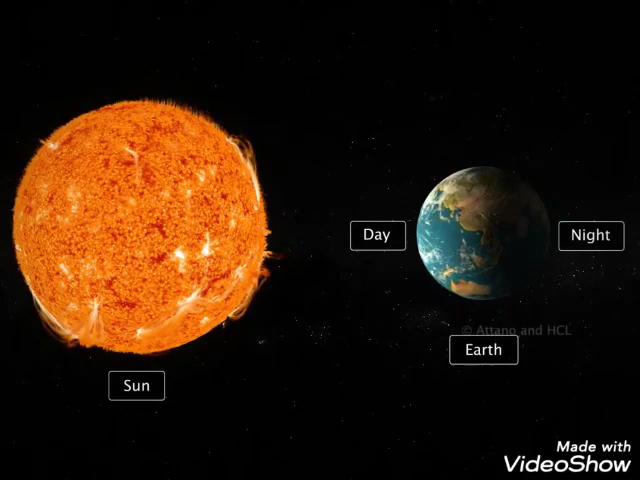 Day
Night
© Attano and HCL
Earth
Sun
Made with
VideoShow